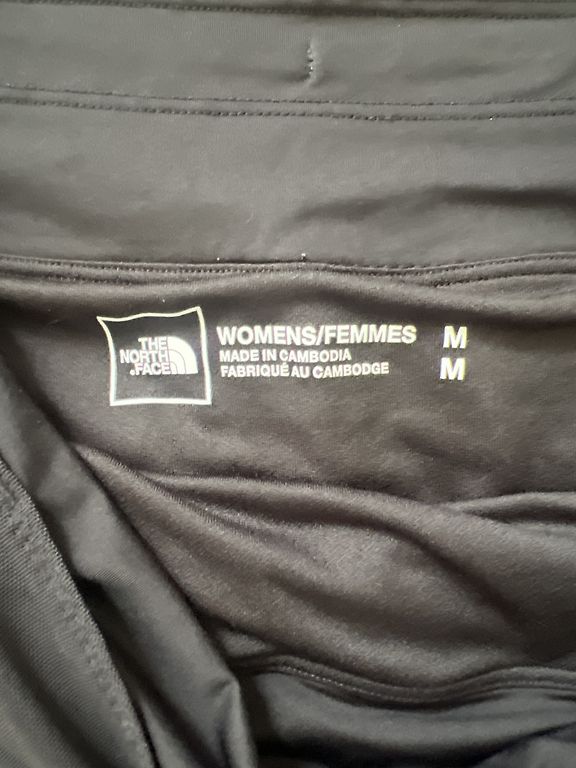 THE
NORTH
FACE
WOMENS/FEMMES M
MADE IN CAMBODIA
FABRIQUÉ AU CAMBODGE M